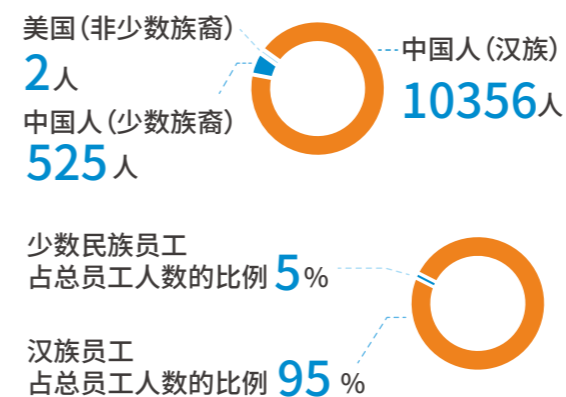 美国（非少数族裔）
2人
中国人（汉族）
10356人
中国人（少数族裔）
525人
少数民族员工
占总员工人数的比例 5%
汉族员工
占总员工人数的比例 95%